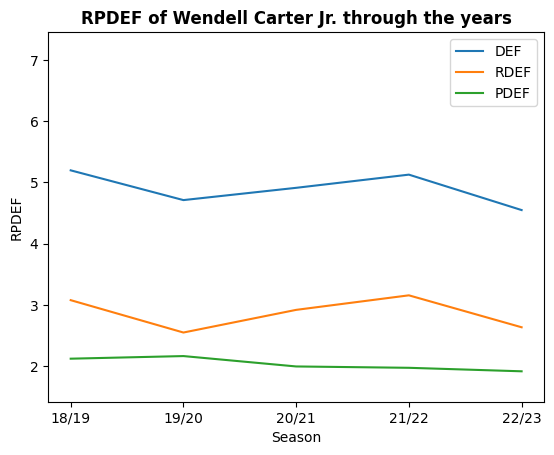 RPDEF of Wendell Carter Jr. through the years
DEF
RDEF
PDEF
7
6
5
4
3
2
RPDEF
18/19
19/20
20/21
21/22
22/23
Season